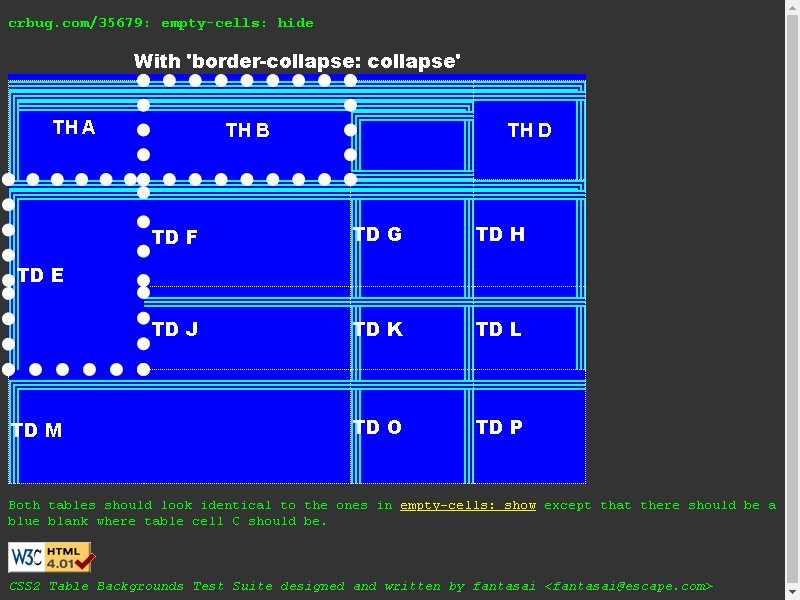 crbug.com/35679: empty-cells: hide
With 'border-collapse: collapse'
TH A
TH B
TH D
TD E
TD F
TD G
TD H
TD J
TD K
TD L
TD M
TD O
TD P
Both tables should look identical to the ones in empty-cells: show except that there should be a
blue blank where table cell C should be.
W3C HTML 4.01
CSS2 Table Backgrounds Test Suite designed and written by fantasai <fantasai@escape.com>